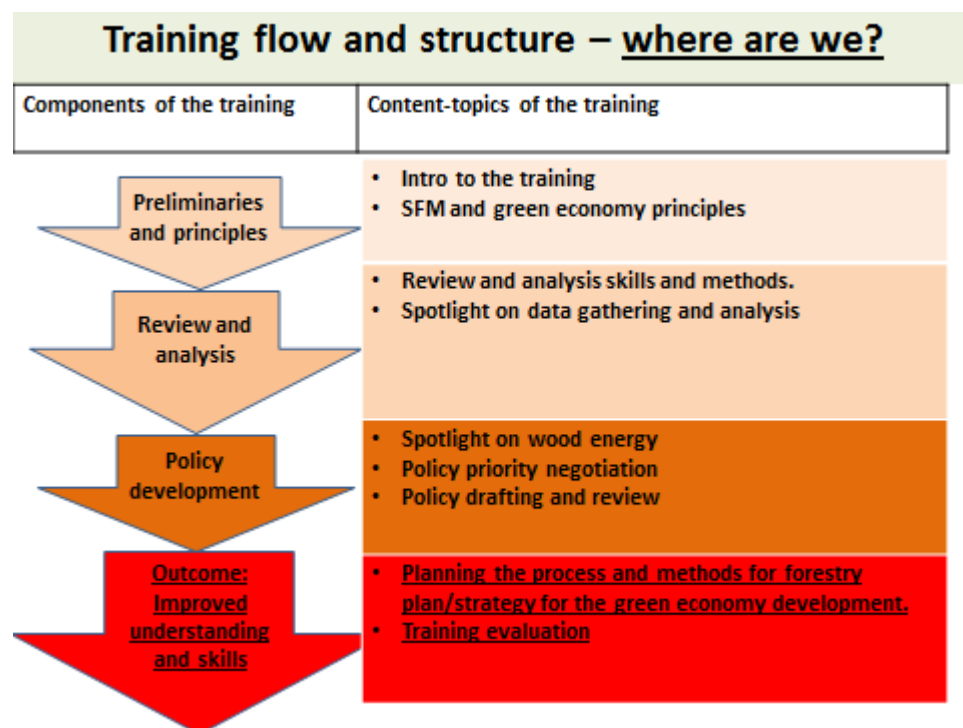 Training flow and structure – where are we?
Components of the training
Content-topics of the training
Preliminaries
and principles
• Intro to the training
• SFM and green economy principles
Review and
analysis
• Review and analysis skills and methods.
• Spotlight on data gathering and analysis
Policy
development
• Spotlight on wood energy
• Policy priority negotiation
• Policy drafting and review
Outcome:
Improved
understanding
and skills
• Planning the process and methods for forestry
plan/strategy for the green economy development.
• Training evaluation